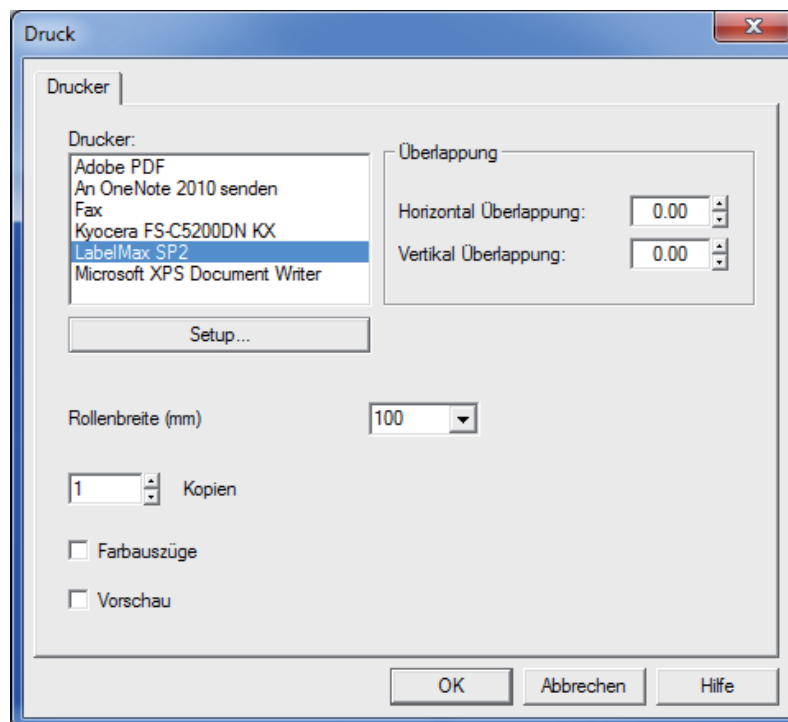 Druck
Drucker
Drucker:
Adobe PDF
An OneNote 2010 senden
Fax
Kyocera FS-C5200DN KX
LabelMax SP2
Microsoft XPS Document Writer
Setup...
Überlappung
Horizontal Überlappung: 0.00
Vertikal Überlappung: 0.00
Rollenbreite (mm) 100
1 Kopien
Farbauszüge
Vorschau
OK Abbrechen Hilfe